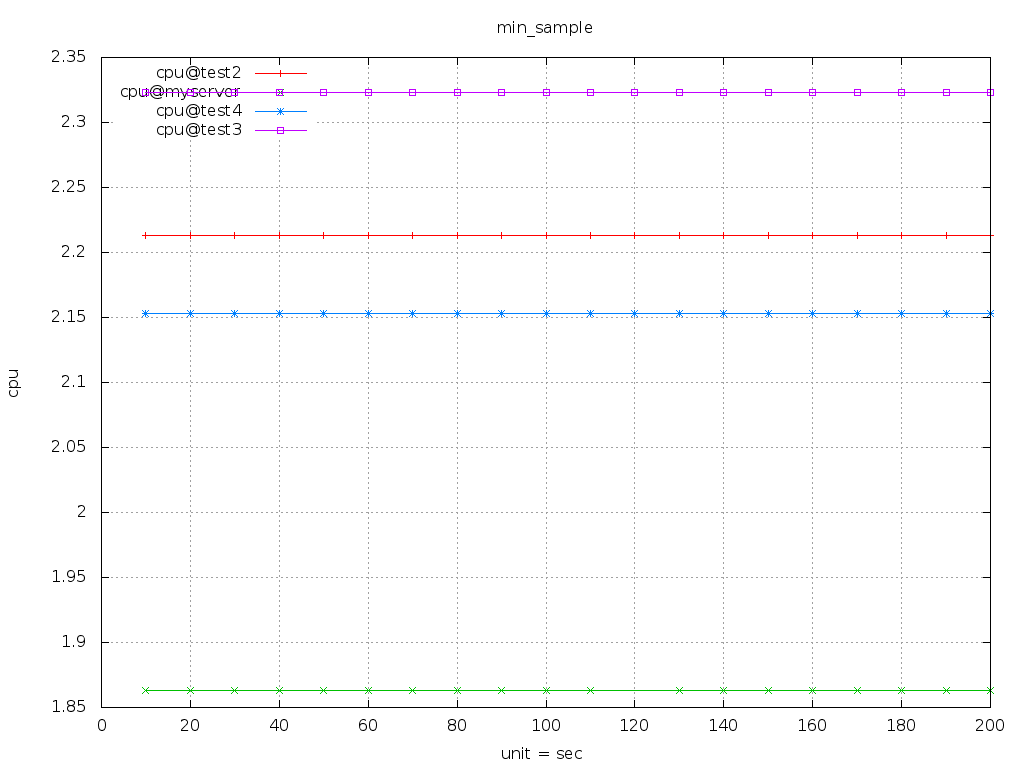 min_sample
2.35
cpu@test2
cpu@myserver
cpu@test4
cpu@test3
2.3
2.25
2.2
2.15
2.1
cpu
2.05
2
1.95
1.9
1.85
0 20 40 60 80 100 120 140 160 180 200
unit = sec